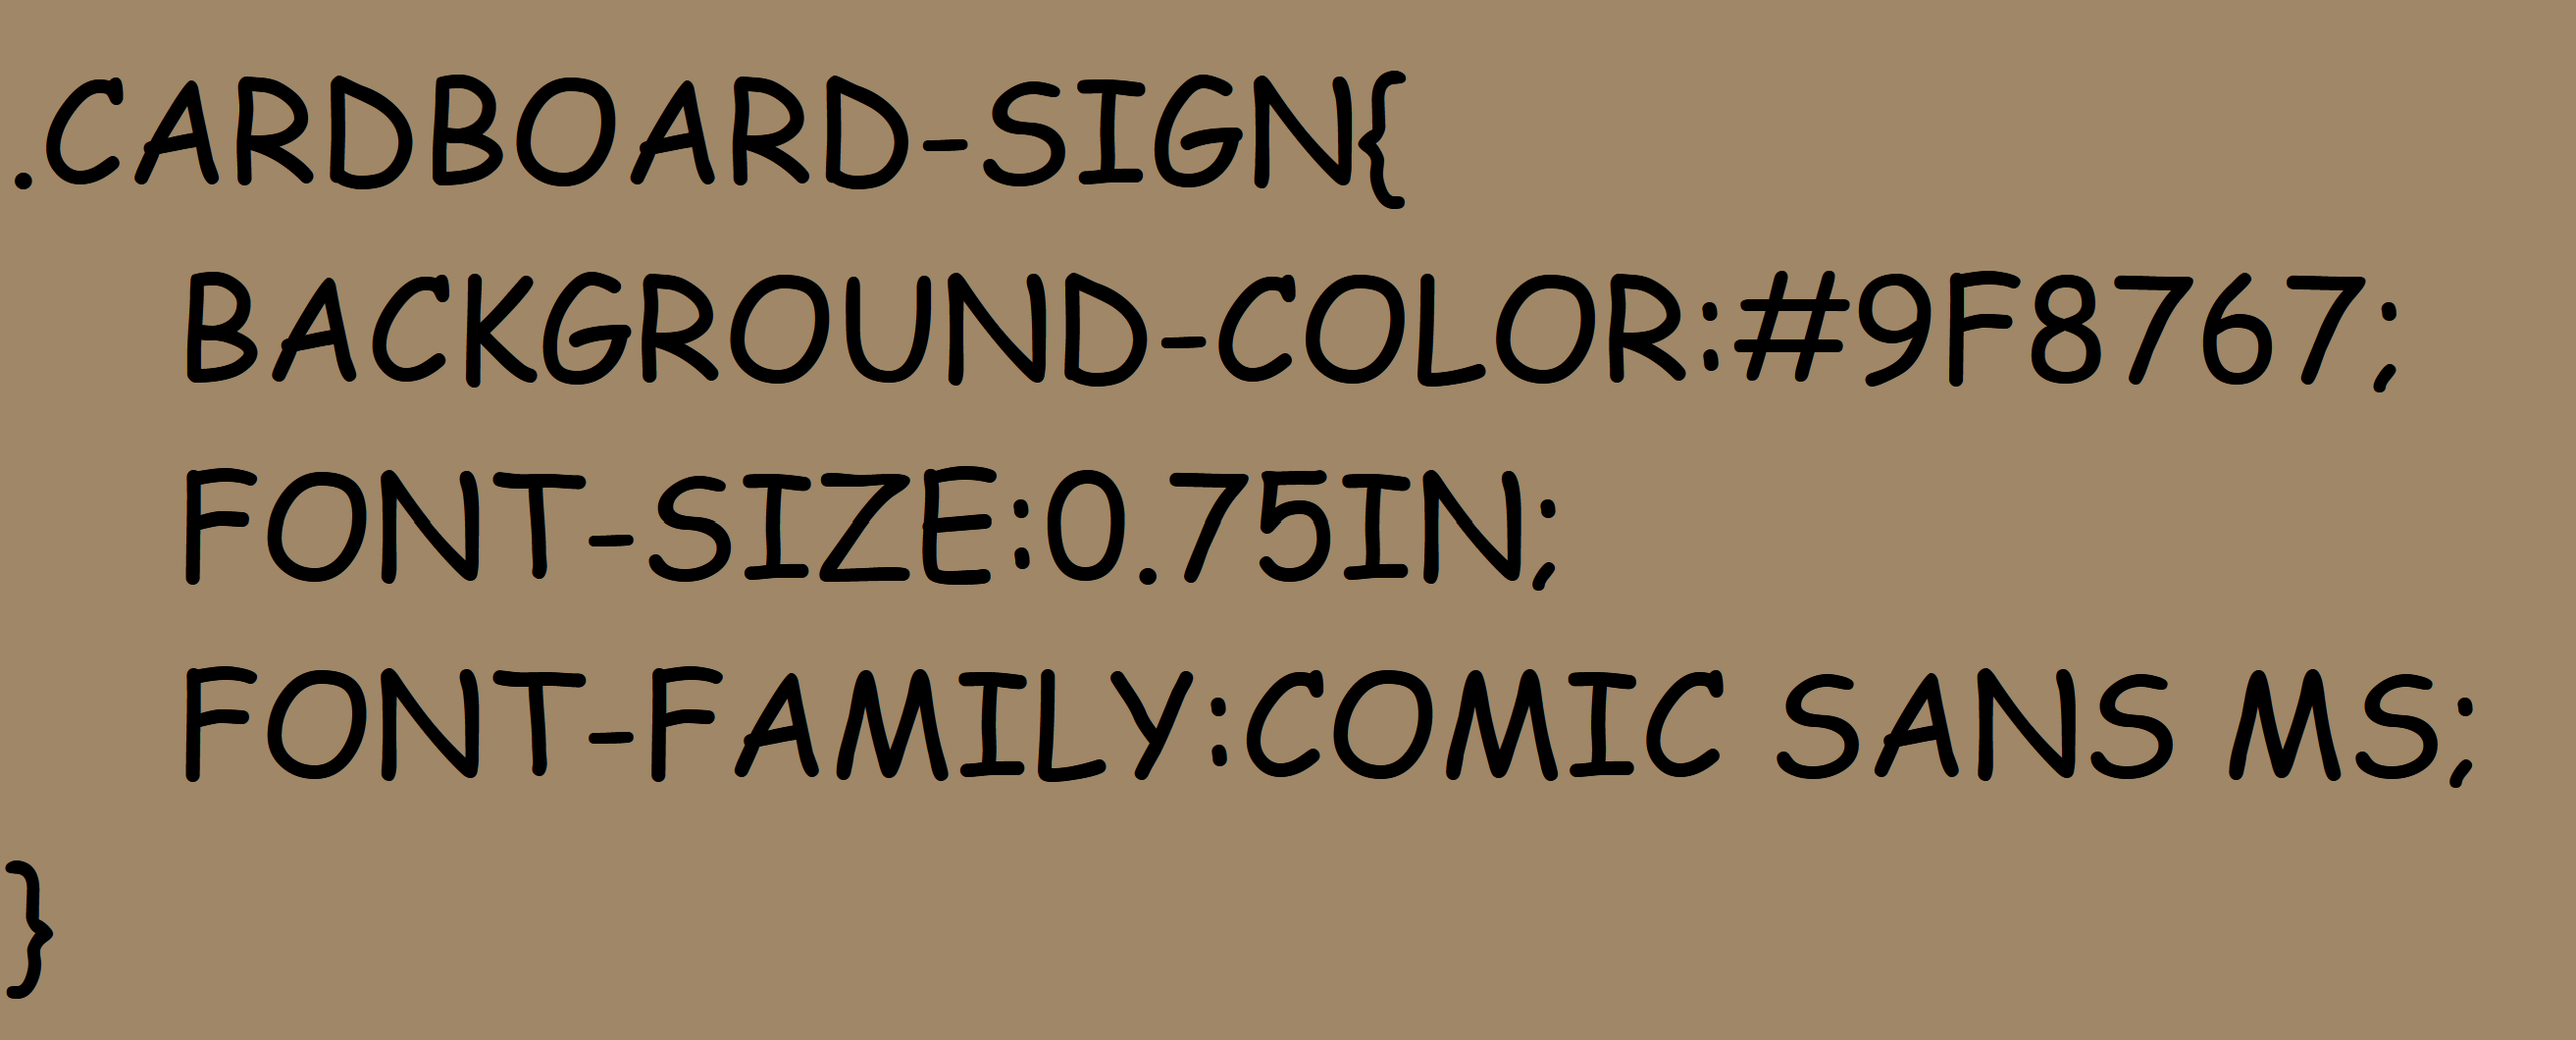 .CARDBOARD-SIGN{
BACKGROUND-COLOR:#9F8767;
FONT-SIZE:0.75IN;
FONT-FAMILY:COMIC SANS MS;
}